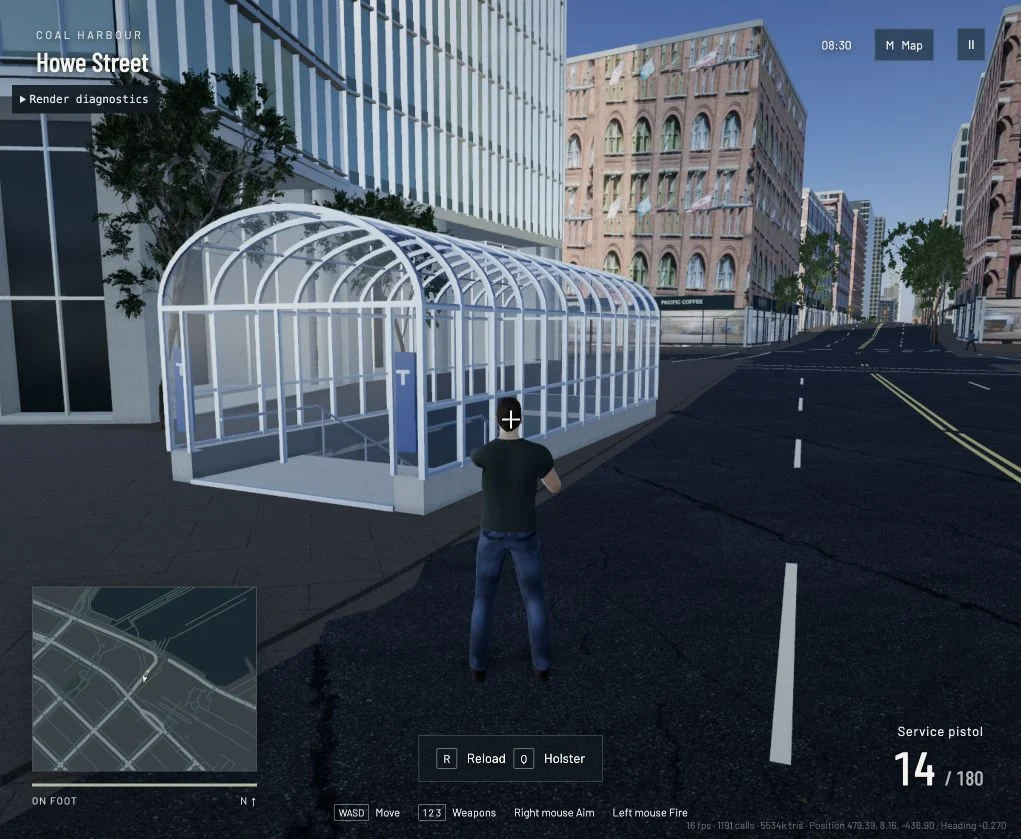 COAL HARBOUR
Howe Street
Render diagnostics
08:30
M Map
II
PACIFIC COFFEE
T
T
R Reload Q Holster
Service pistol
14 / 180
ON FOOT
N ↑
WASD Move 123 Weapons Right mouse Aim Left mouse Fire
16 fps · 1191 calls · 5534k tris · Position 479.39, 8.16, -436.90, Heading -0.270